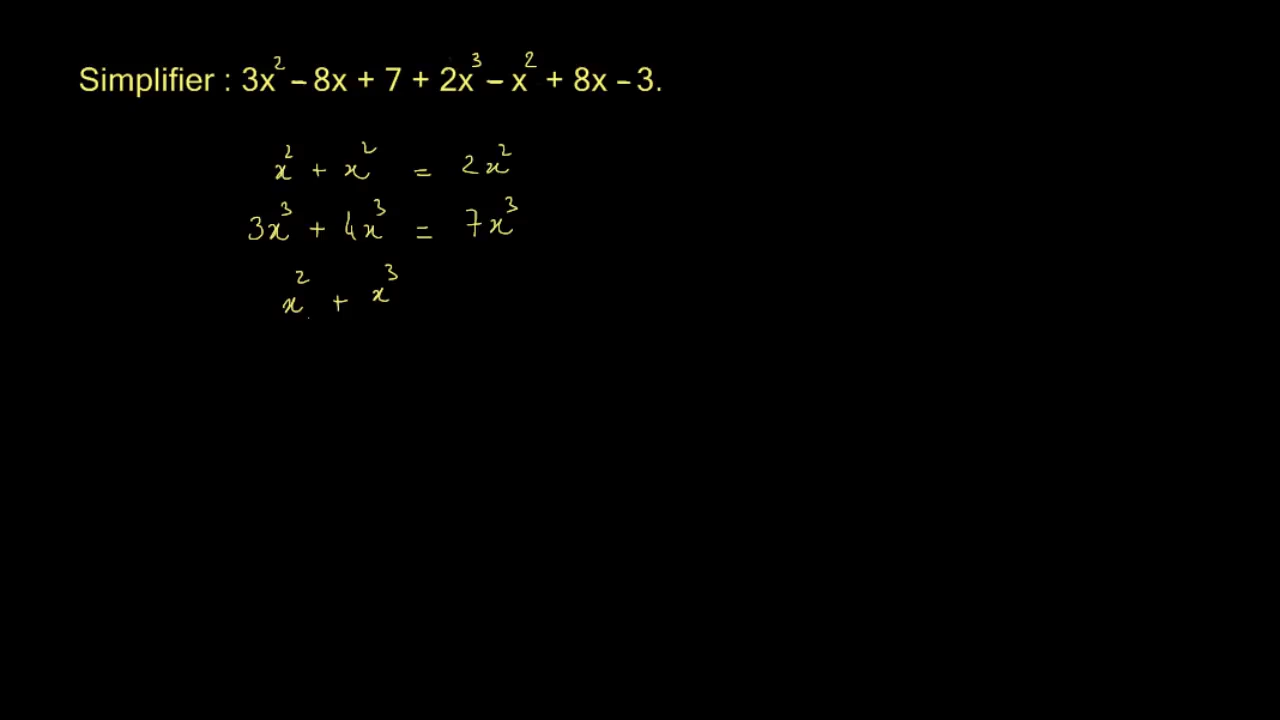 Simplifier : 3x² – 8x + 7 + 2x³ – x² + 8x – 3.
x² + x² = 2x²
3x³ + 4x³ = 7x³
x² + x³